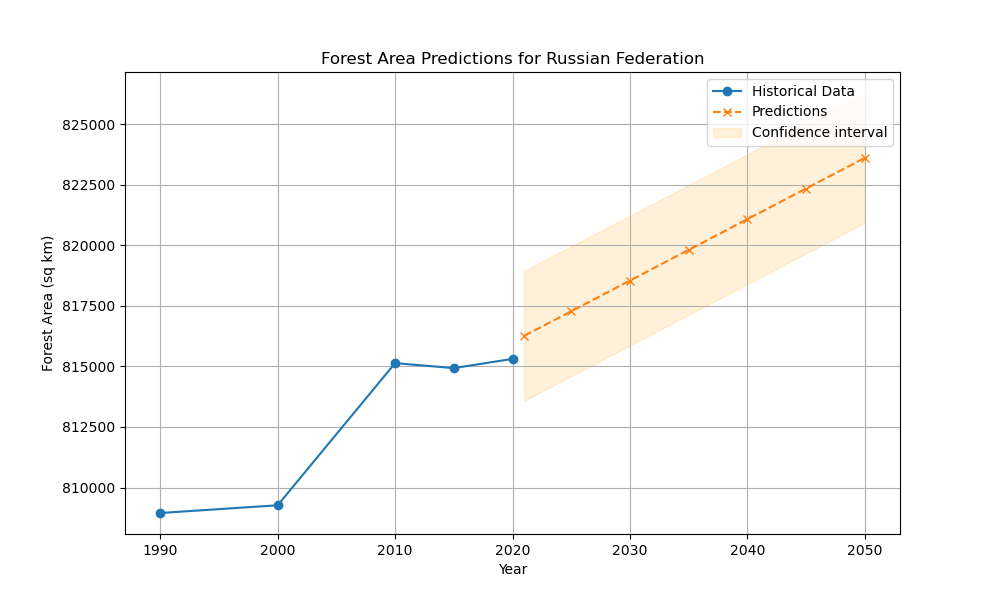 Forest Area Predictions for Russian Federation
Historical Data
Predictions
Confidence interval
825000
822500
820000
817500
815000
812500
810000
Forest Area (sq km)
1990 2000 2010 2020 2030 2040 2050
Year